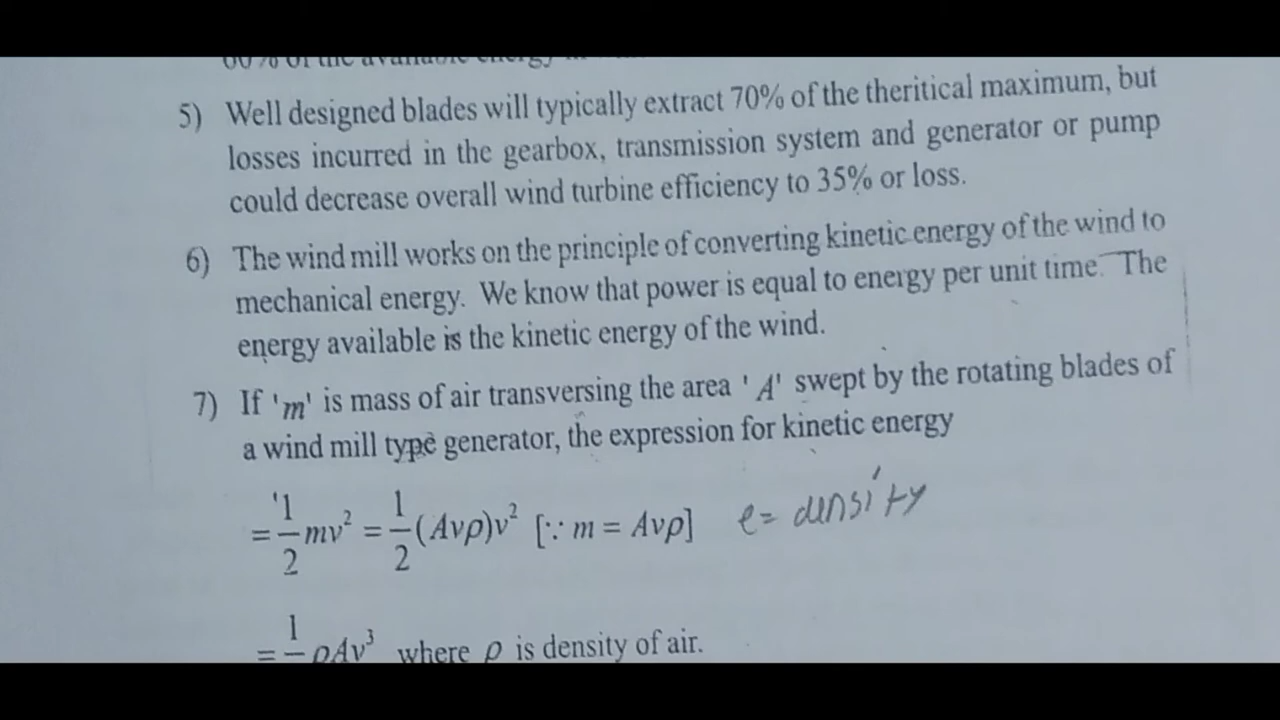 5) Well designed blades will typically extract 70% of the theritical maximum, but
losses incurred in the gearbox, transmission system and generator or pump
could decrease overall wind turbine efficiency to 35% or loss.
6) The wind mill works on the principle of converting kinetic energy of the wind to
mechanical energy. We know that power is equal to energy per unit time. The
energy available is the kinetic energy of the wind.
7) If 'm' is mass of air transversing the area 'A' swept by the rotating blades of
a wind mill type generator, the expression for kinetic energy
= 1/2 mv² = 1/2 (Avρ)v² [∵ m = Avρ] ρ = density
= 1/2 ρAv³ where ρ is density of air.